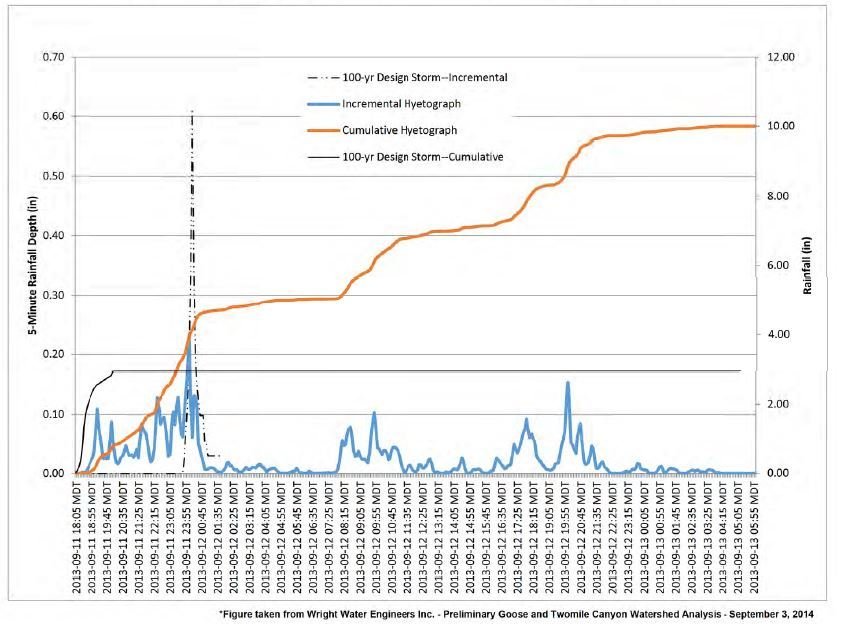 0.70
0.60
0.50
0.40
0.30
0.20
0.10
0.00
5-Minute Rainfall Depth (in)
100-yr Design Storm--Incremental
Incremental Hyetograph
Cumulative Hyetograph
100-yr Design Storm--Cumulative
12.00
10.00
8.00
6.00
4.00
2.00
0.00
Rainfall (in)
2013-09-11 18:05 MDT
2013-09-11 18:55 MDT
2013-09-11 19:45 MDT
2013-09-11 20:35 MDT
2013-09-11 21:25 MDT
2013-09-11 22:15 MDT
2013-09-11 23:05 MDT
2013-09-11 23:55 MDT
2013-09-12 00:45 MDT
2013-09-12 01:35 MDT
2013-09-12 02:25 MDT
2013-09-12 03:15 MDT
2013-09-12 04:05 MDT
2013-09-12 04:55 MDT
2013-09-12 05:45 MDT
2013-09-12 06:35 MDT
2013-09-12 07:25 MDT
2013-09-12 08:15 MDT
2013-09-12 09:05 MDT
2013-09-12 09:55 MDT
2013-09-12 10:45 MDT
2013-09-12 11:35 MDT
2013-09-12 12:25 MDT
2013-09-12 13:15 MDT
2013-09-12 14:05 MDT
2013-09-12 14:55 MDT
2013-09-12 15:45 MDT
2013-09-12 16:35 MDT
2013-09-12 17:25 MDT
2013-09-12 18:15 MDT
2013-09-12 19:05 MDT
2013-09-12 19:55 MDT
2013-09-12 20:45 MDT
2013-09-12 21:35 MDT
2013-09-12 22:25 MDT
2013-09-12 23:15 MDT
2013-09-13 00:05 MDT
2013-09-13 00:55 MDT
2013-09-13 01:45 MDT
2013-09-13 02:35 MDT
2013-09-13 03:25 MDT
2013-09-13 04:15 MDT
2013-09-13 05:05 MDT
2013-09-13 05:55 MDT
*Figure taken from Wright Water Engineers Inc. - Preliminary Goose and Twomile Canyon Watershed Analysis - September 3, 2014